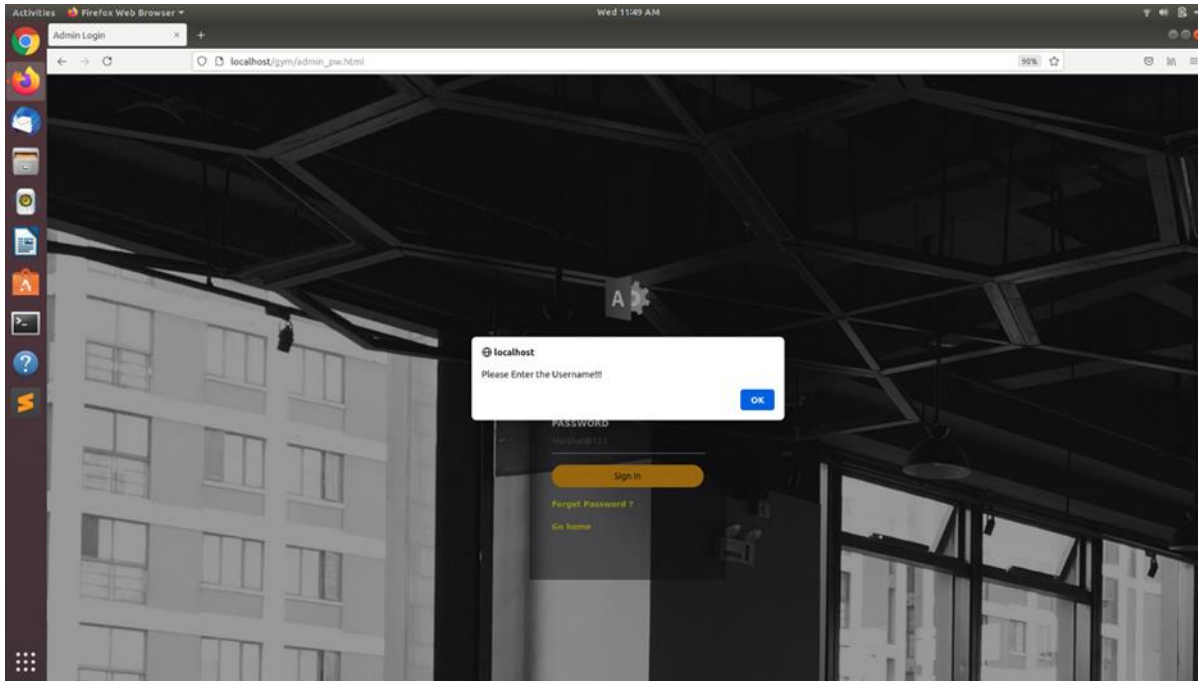 Activities Firefox Web Browser Wed 11:49 AM
Admin Login
localhost/gym/admin_pw.html 90%
A
localhost
Please Enter the Username!!!
OK
PASSWORD
Sign In
Forget Password ?
Go home